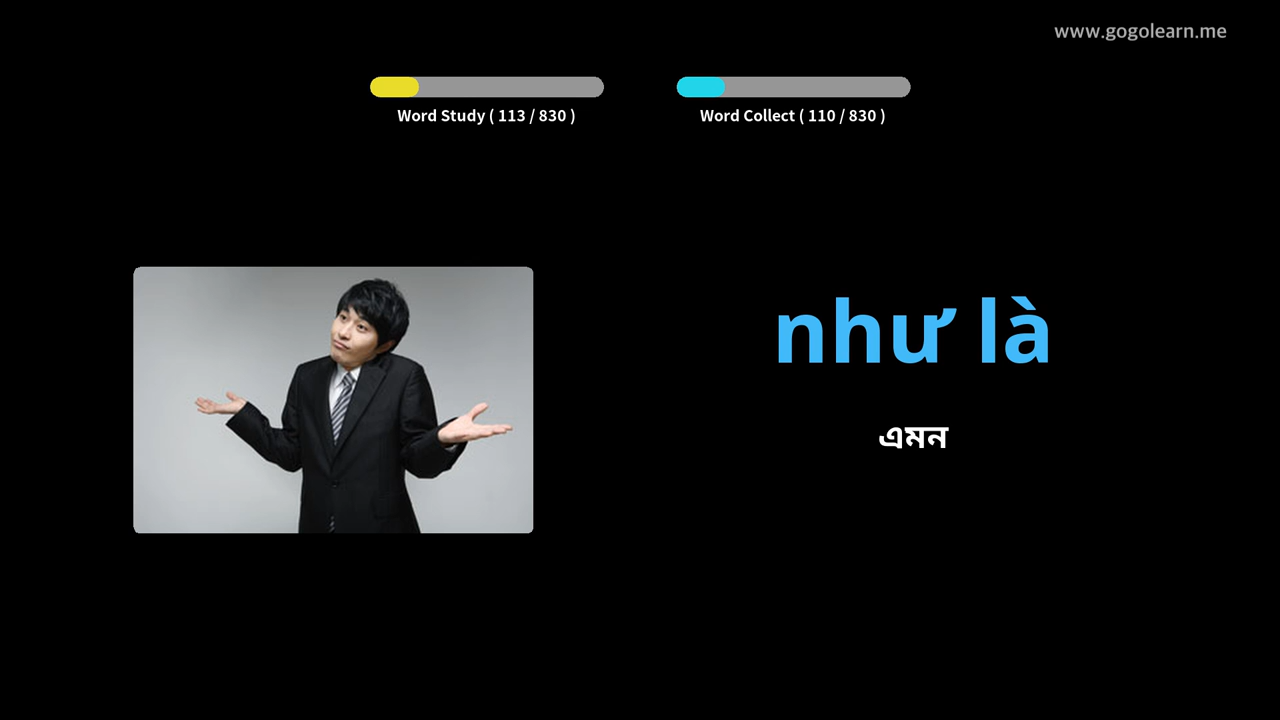 www.gogolearn.me
Word Study ( 113 / 830 )
Word Collect ( 110 / 830 )
như là
এমন